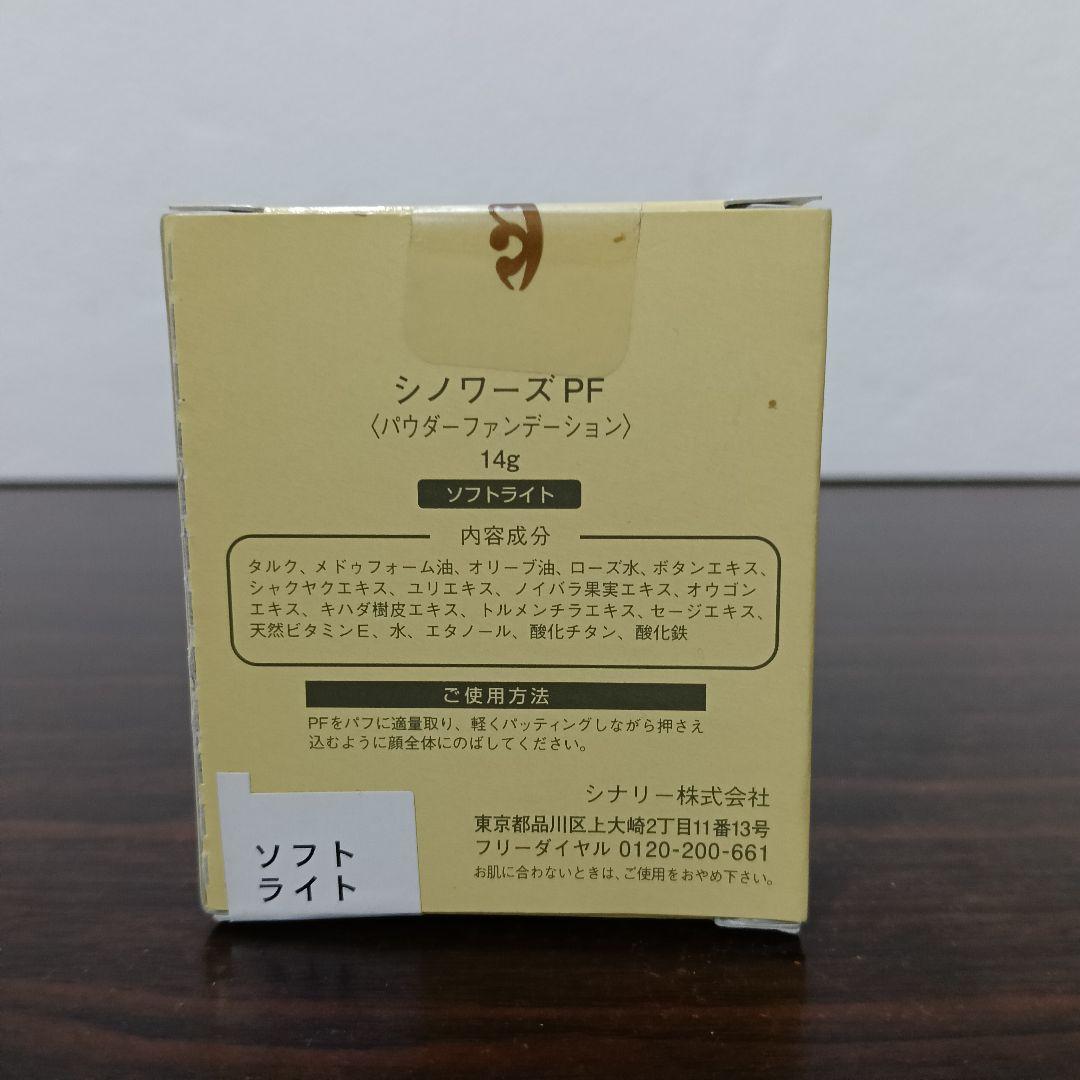 シノワーズPF
〈パウダーファンデーション〉
14g
ソフトライト
内容成分
タルク、メドゥフォーム油、オリーブ油、ローズ水、ボタンエキス、
シャクヤクエキス、ユリエキス、ノイバラ果実エキス、オウゴン
エキス、キハダ樹皮エキス、トルメンチラエキス、セージエキス、
天然ビタミンE、水、エタノール、酸化チタン、酸化鉄
ご使用方法
PFをパフに適量取り、軽くパッティングしながら押さえ
込むように顔全体にのばしてください。
シナリー株式会社
東京都品川区上大崎2丁目11番13号
フリーダイヤル 0120-200-661
お肌に合わないときは、ご使用をおやめ下さい。
ソフト
ライト